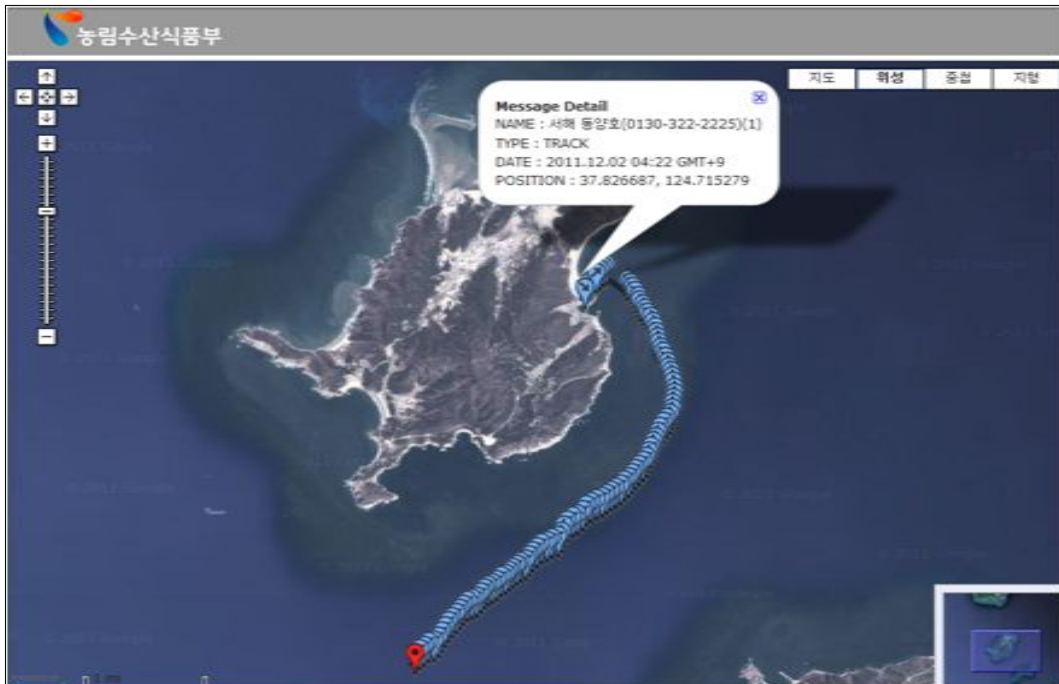 농림수산식품부
지도 위성 중첩 지형
Message Detail
NAME : 서해 동양호(0130-322-2225)(1)
TYPE : TRACK
DATE : 2011.12.02 04:22 GMT+9
POSITION : 37.826687, 124.715279